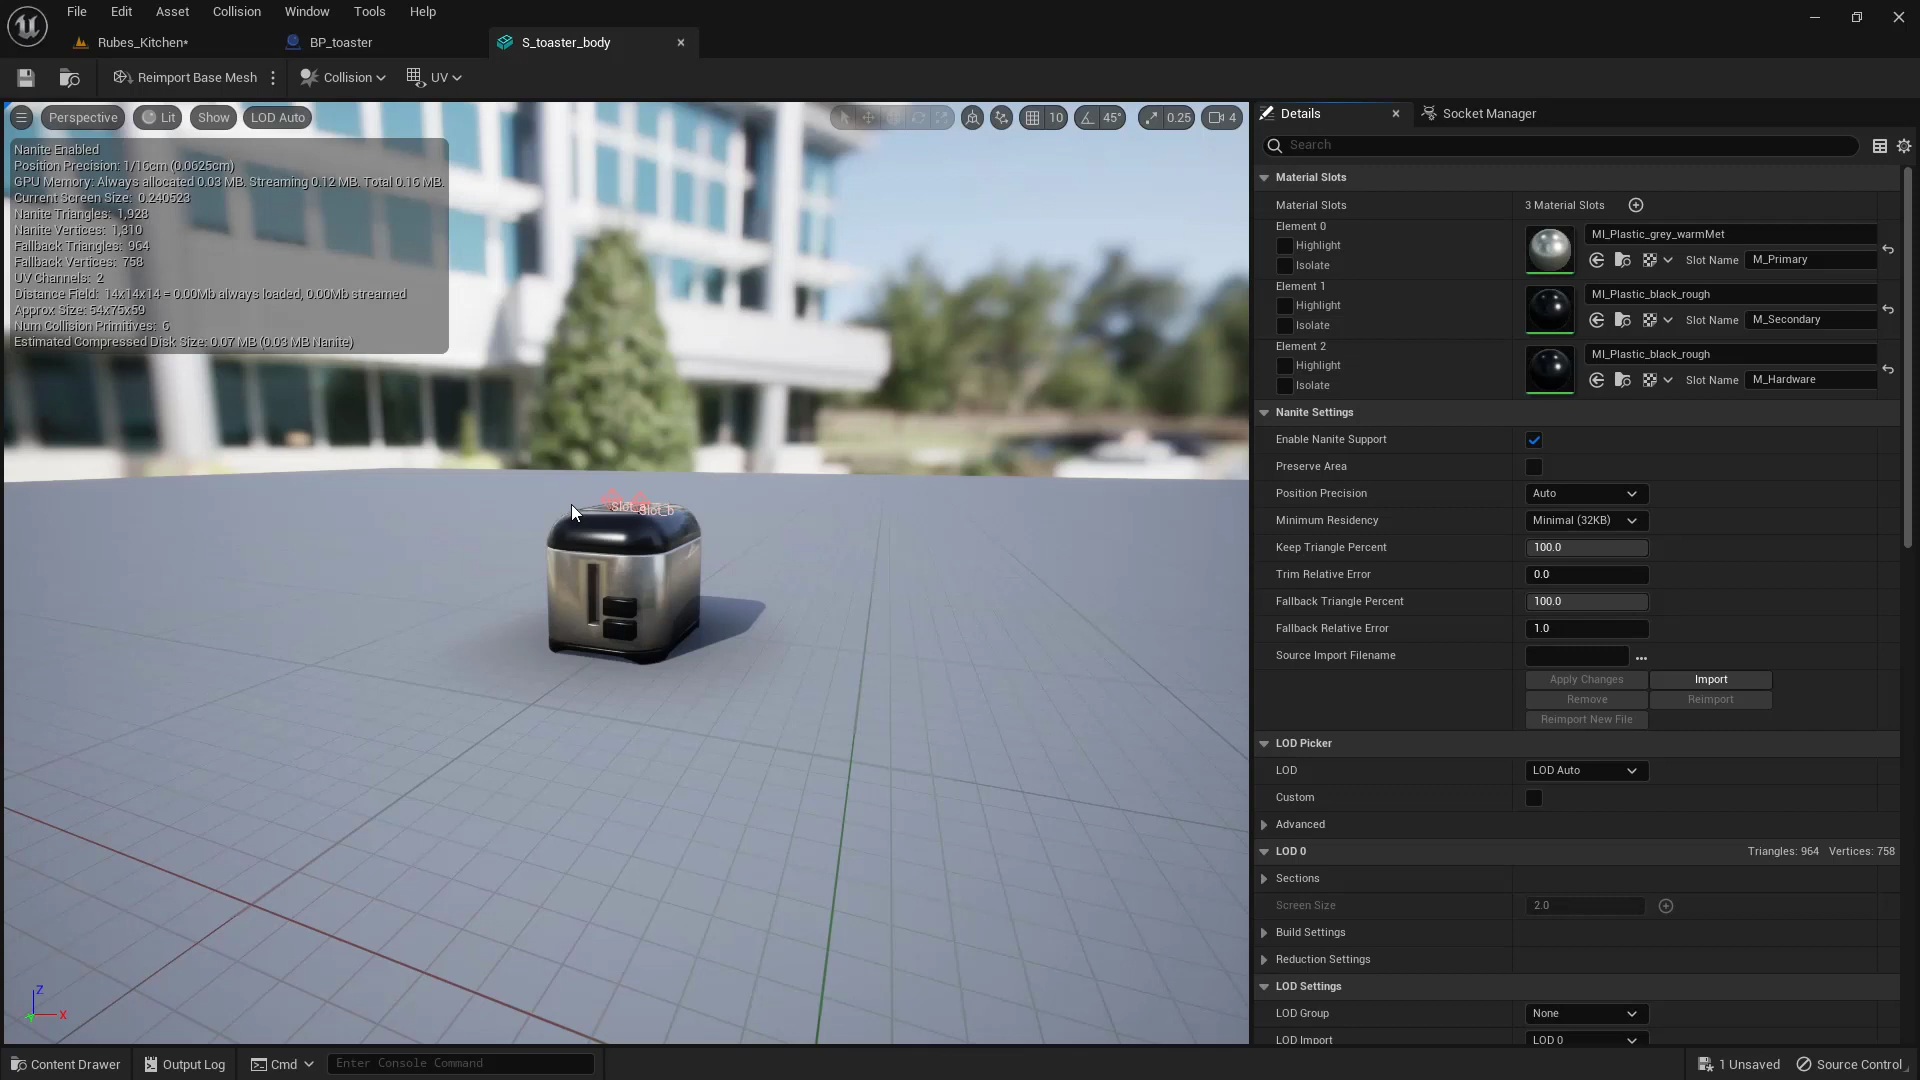 File Edit Asset Collision Window Tools Help
Rubes_Kitchen* BP_toaster S_toaster_body
Reimport Base Mesh Collision UV
Perspective Lit Show LOD Auto 10 45° 0.25 4
Nanite Enabled
Position Precision: 1/16cm (0.0625cm)
GPU Memory: Always allocated 0.03 MB. Streaming 0.12 MB. Total 0.16 MB.
Current Screen Size: 0.240523
Nanite Triangles: 1,928
Nanite Vertices: 1,310
Fallback Triangles: 964
Fallback Vertices: 758
UV Channels: 2
Distance Field: 14x14x14 = 0.00Mb always loaded, 0.00Mb streamed
Approx Size: 54x75x59
Num Collision Primitives: 6
Estimated Compressed Disk Size: 0.07 MB (0.03 MB Nanite)
Slot_a
Slot_b
Z
X
Details Socket Manager
Search
Material Slots
Material Slots 3 Material Slots
Element 0
Highlight
Isolate
MI_Plastic_grey_warmMet
Slot Name M_Primary
Element 1
Highlight
Isolate
MI_Plastic_black_rough
Slot Name M_Secondary
Element 2
Highlight
Isolate
MI_Plastic_black_rough
Slot Name M_Hardware
Nanite Settings
Enable Nanite Support
Preserve Area
Position Precision Auto
Minimum Residency Minimal (32KB)
Keep Triangle Percent 100.0
Trim Relative Error 0.0
Fallback Triangle Percent 100.0
Fallback Relative Error 1.0
Source Import Filename ...
Apply Changes Import
Remove Reimport
Reimport New File
LOD Picker
LOD LOD Auto
Custom
Advanced
LOD 0 Triangles: 964 Vertices: 758
Sections
Screen Size 2.0
Build Settings
Reduction Settings
LOD Settings
LOD Group None
LOD Import LOD 0
Content Drawer Output Log Cmd Enter Console Command 1 Unsaved Source Control